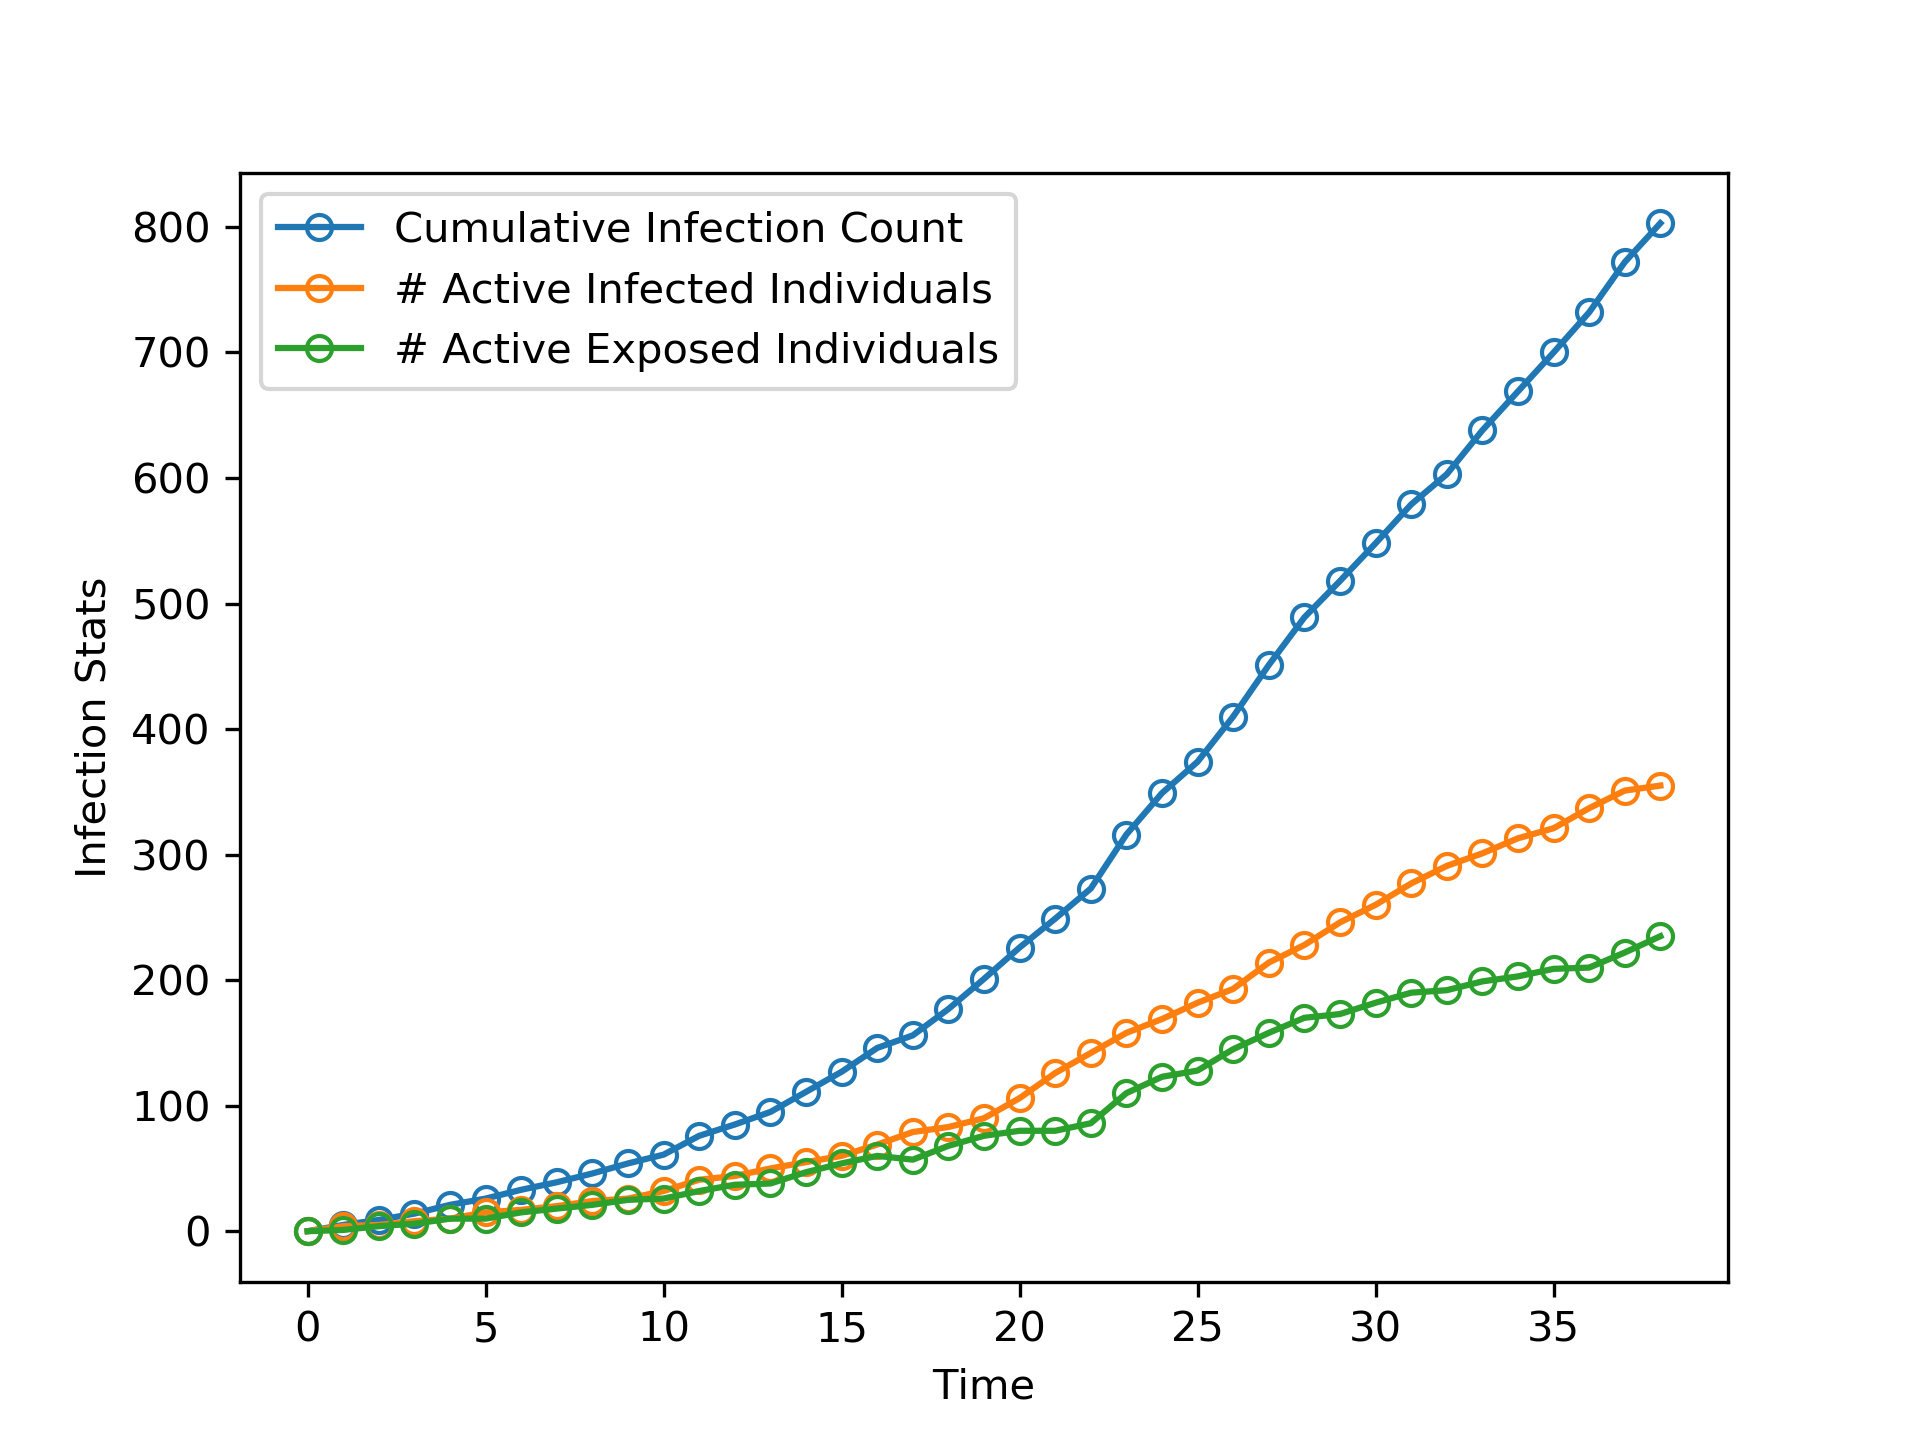 Cumulative Infection Count
# Active Infected Individuals
# Active Exposed Individuals
800
700
600
500
400
300
200
100
0
Infection Stats
0 5 10 15 20 25 30 35
Time